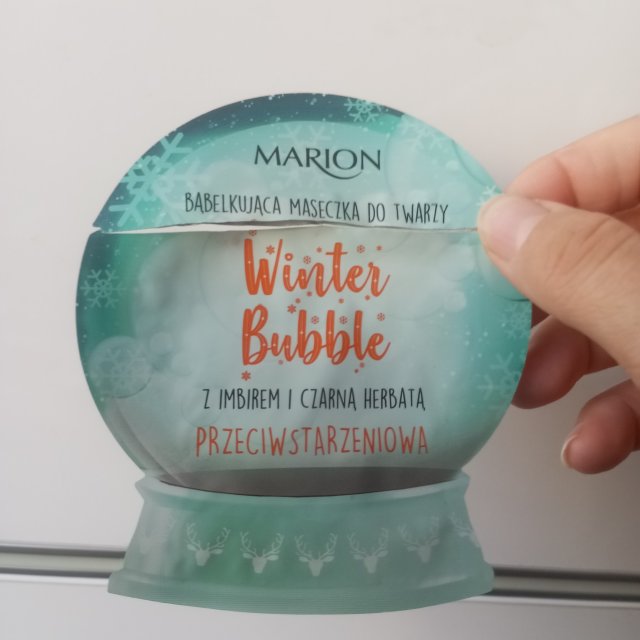 MARION
BĄBELKUJĄCA MASECZKA DO TWARZY
Winter
Bubble
Z IMBIREM I CZARNĄ HERBATĄ
PRZECIWSTARZENIOWA